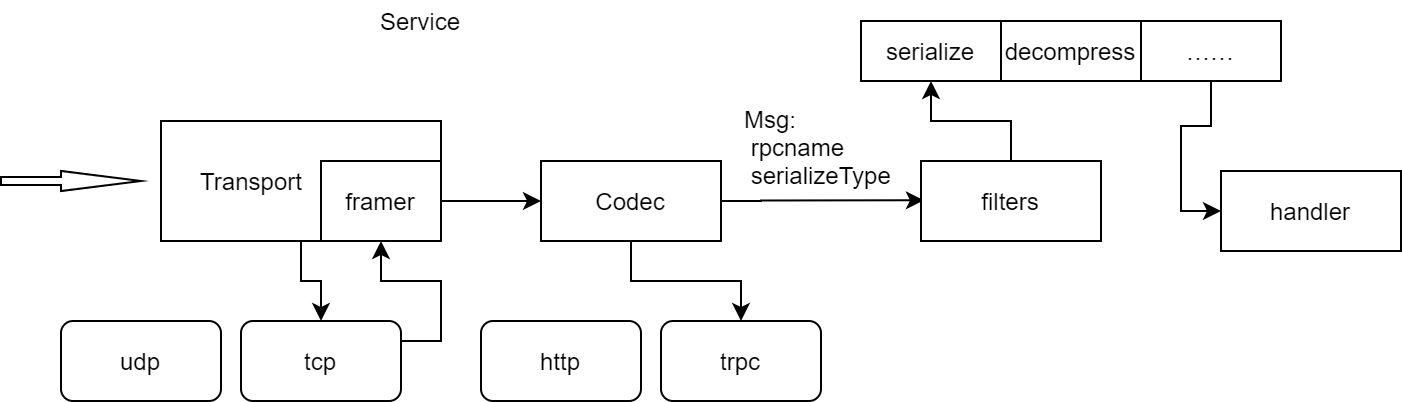 Service
serialize
decompress
……
Msg:
rpcname
serializeType
Transport
framer
Codec
filters
handler
udp
tcp
http
trpc